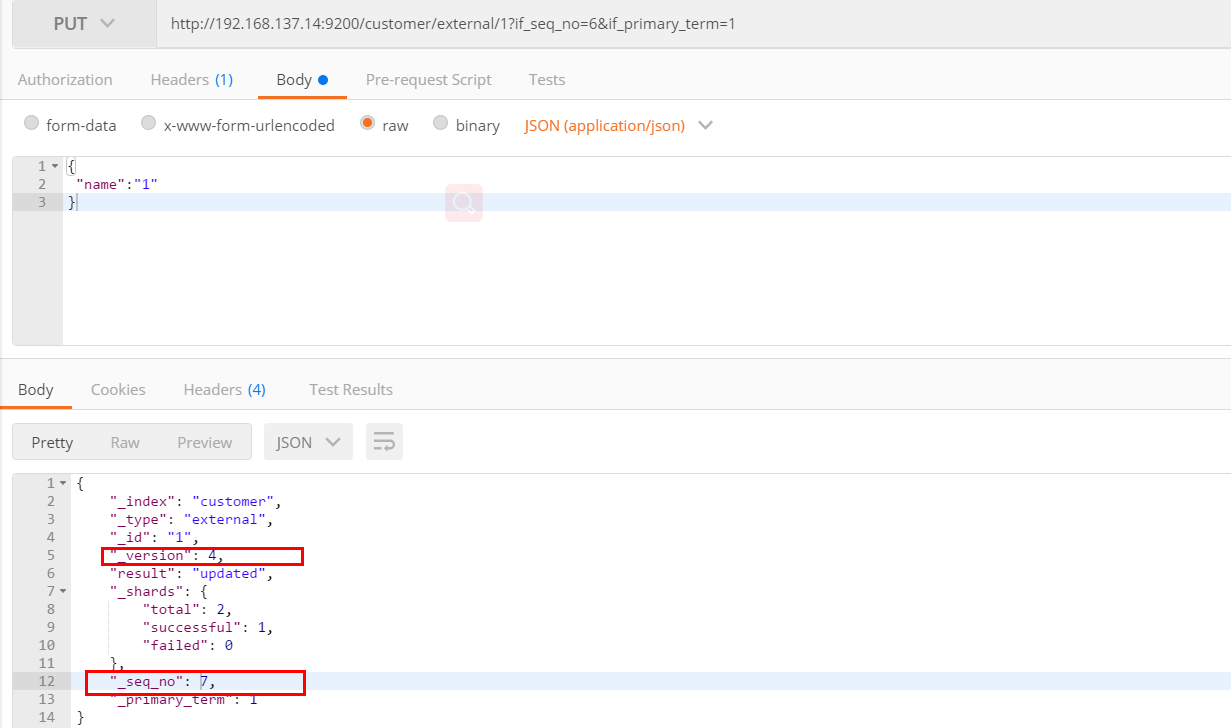 PUT http://192.168.137.14:9200/customer/external/1?if_seq_no=6&if_primary_term=1
Authorization Headers (1) Body Pre-request Script Tests
form-data x-www-form-urlencoded raw binary JSON (application/json)
1 {
2 "name":"1"
3 }
Body Cookies Headers (4) Test Results
Pretty Raw Preview JSON
1 {
2 "_index": "customer",
3 "_type": "external",
4 "_id": "1",
5 "_version": 4,
6 "result": "updated",
7 "_shards": {
8 "total": 2,
9 "successful": 1,
10 "failed": 0
11 },
12 "_seq_no": 7,
13 "_primary_term": 1
14 }